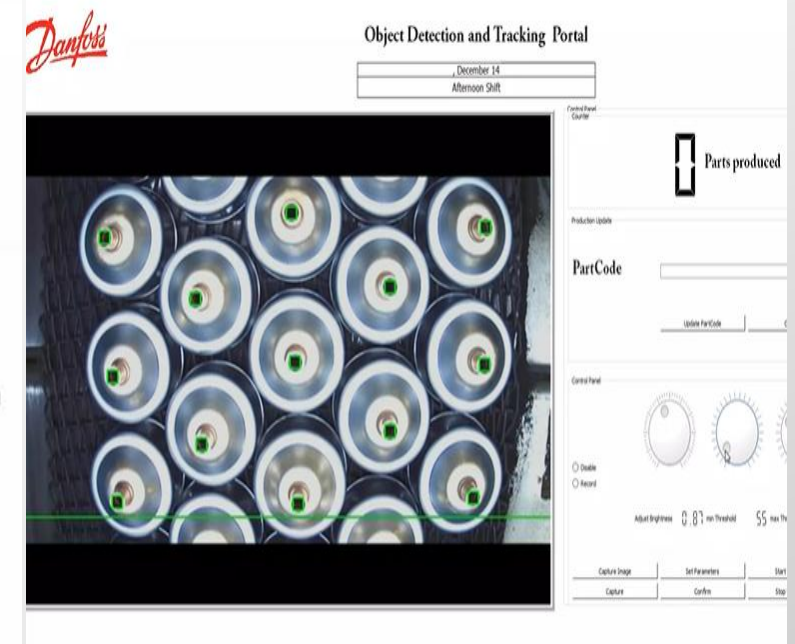 Danfoss
Object Detection and Tracking Portal
, December 14
Afternoon Shift
Control Panel
Counter
0 Parts produced
Production Update
PartCode
Update PartCode
Control Panel
Disable
Record
Adjust Brightness 0.87 min Threshold 55 max Th
Capture Image Set Parameters Start
Capture Confirm Stop